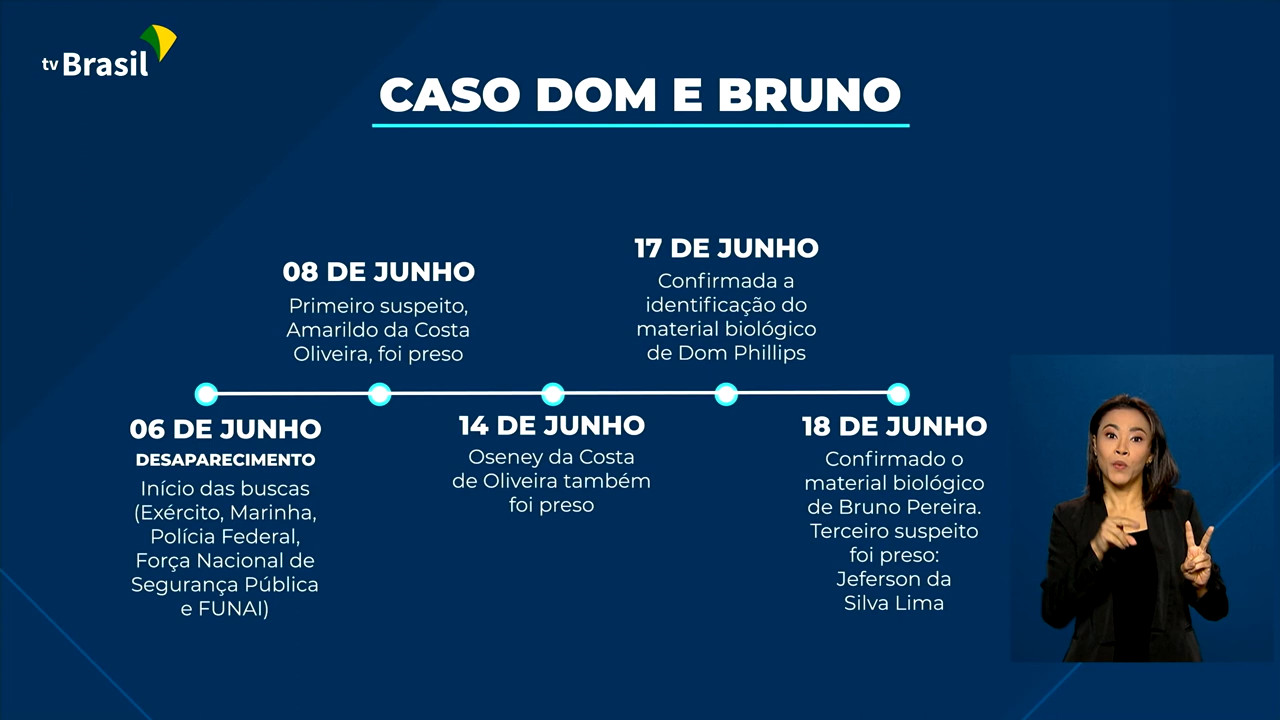 tv Brasil
CASO DOM E BRUNO
06 DE JUNHO
DESAPARECIMENTO
Início das buscas
(Exército, Marinha,
Polícia Federal,
Força Nacional de
Segurança Pública
e FUNAI)
08 DE JUNHO
Primeiro suspeito,
Amarildo da Costa
Oliveira, foi preso
14 DE JUNHO
Oseney da Costa
de Oliveira também
foi preso
17 DE JUNHO
Confirmada a
identificação do
material biológico
de Dom Phillips
18 DE JUNHO
Confirmado o
material biológico
de Bruno Pereira.
Terceiro suspeito
foi preso:
Jeferson da
Silva Lima